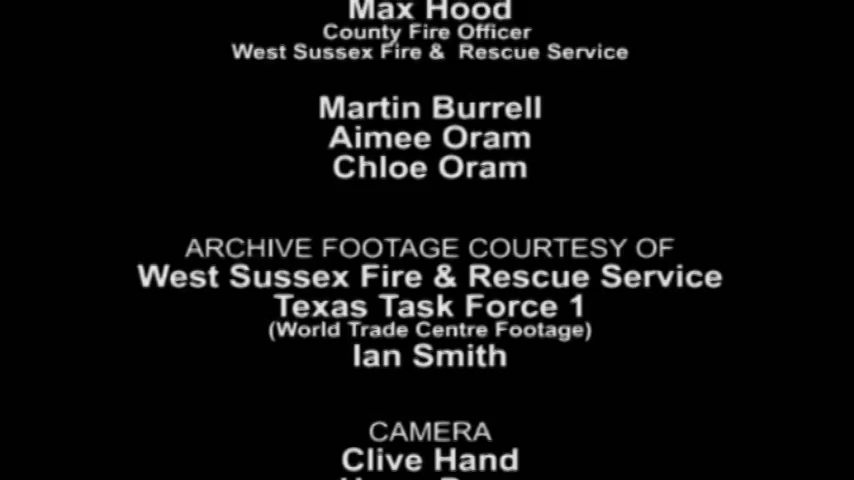 Max Hood
County Fire Officer
West Sussex Fire & Rescue Service
Martin Burrell
Aimee Oram
Chloe Oram
ARCHIVE FOOTAGE COURTESY OF
West Sussex Fire & Rescue Service
Texas Task Force 1
(World Trade Centre Footage)
Ian Smith
CAMERA
Clive Hand